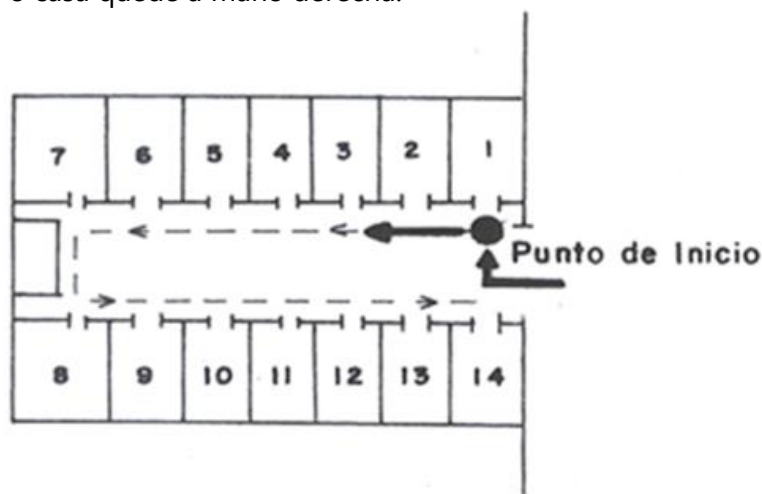 o casa quede a mano derecha.
7 6 5 4 3 2 1
Punto de Inicio
8 9 10 11 12 13 14